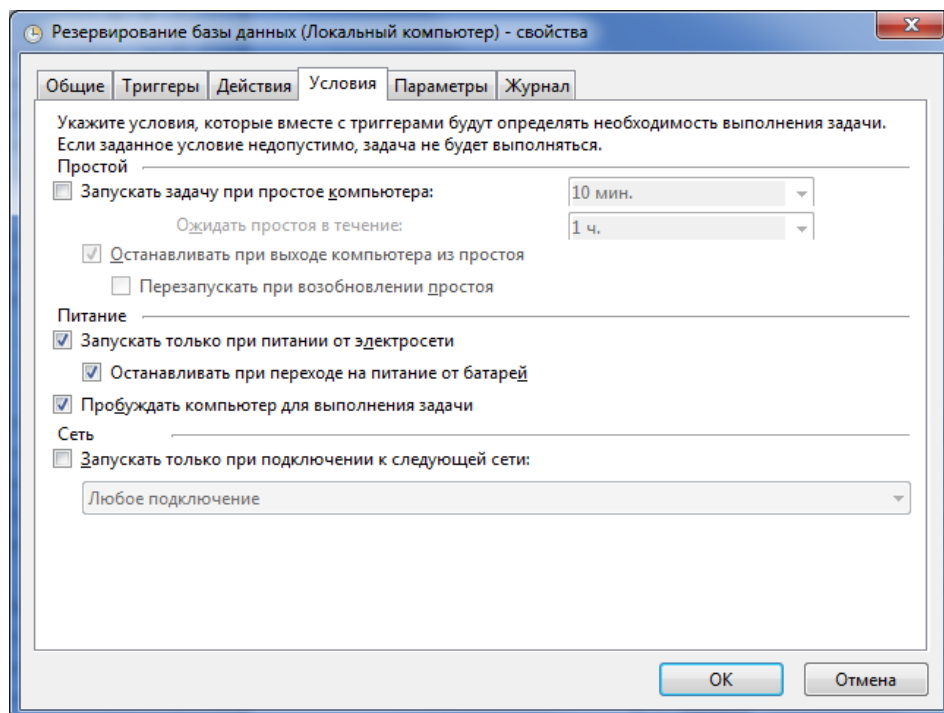 Резервирование базы данных (Локальный компьютер) - свойства
Общие Триггеры Действия Условия Параметры Журнал
Укажите условия, которые вместе с триггерами будут определять необходимость выполнения задачи.
Если заданное условие недопустимо, задача не будет выполняться.
Простой
Запускать задачу при простое компьютера: 10 мин.
Ожидать простоя в течение: 1 ч.
Останавливать при выходе компьютера из простоя
Перезапускать при возобновлении простоя
Питание
Запускать только при питании от электросети
Останавливать при переходе на питание от батарей
Пробуждать компьютер для выполнения задачи
Сеть
Запускать только при подключении к следующей сети:
Любое подключение
OK Отмена